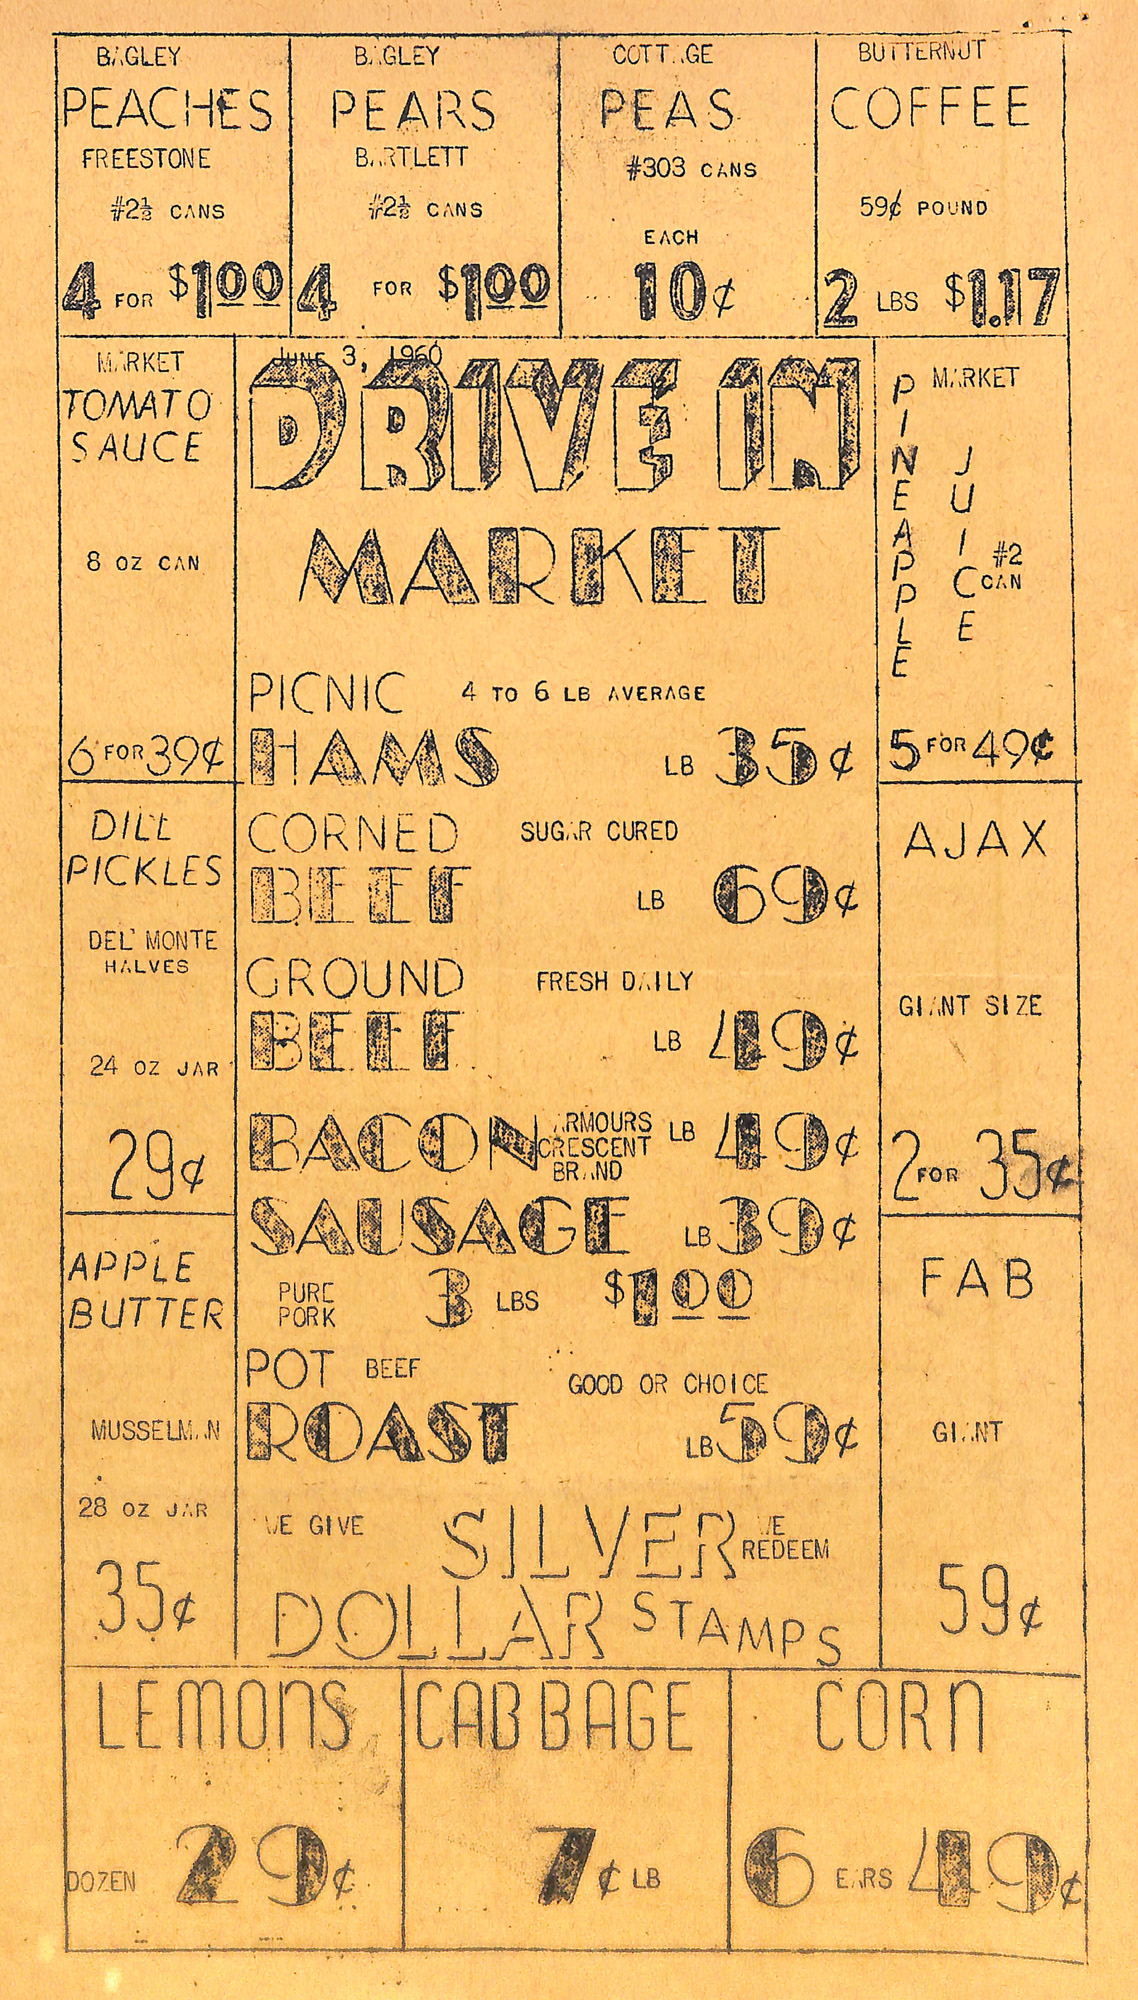 BAGLEY
PEACHES
FREESTONE
#2½ CANS
4 FOR $1.00
BAGLEY
PEARS
BARTLETT
#2½ CANS
4 FOR $1.00
COTTAGE
PEAS
#303 CANS
EACH
10¢
BUTTERNUT
COFFEE
59¢ POUND
2 LBS $1.17
MARKET
TOMATO
SAUCE
8 OZ CAN
6 FOR 39¢
DILL
PICKLES
DEL' MONTE
HALVES
24 OZ JAR
29¢
APPLE
BUTTER
MUSSELMAN
28 OZ JAR
35¢
JUNE 3, 1960
DRIVE IN
MARKET
PICNIC 4 TO 6 LB AVERAGE
HAMS LB 35¢
CORNED SUGAR CURED
BEEF LB 69¢
GROUND FRESH DAILY
BEEF LB 49¢
BACON ARMOURS CRESCENT BRAND LB 49¢
SAUSAGE LB 39¢
PURE PORK 3 LBS $1.00
POT BEEF GOOD OR CHOICE
ROAST LB 59¢
WE GIVE SILVER WE REDEEM
DOLLAR STAMPS
MARKET
PINEAPPLE
JUICE
#2
CAN
5 FOR 49¢
AJAX
GIANT SIZE
2 FOR 35¢
FAB
GIANT
59¢
LEMONS
DOZEN 29¢
CABBAGE
7¢ LB
CORN
6 EARS 49¢